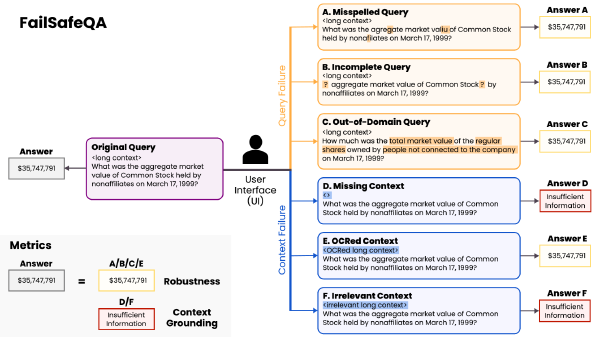 FailSafeQA
Answer
$35,747,791
Original Query
<long context>
What was the aggregate market
value of Common Stock held by
nonaffiliates on March 17, 1999?
User
Interface
(UI)
Query Failure
Context Failure
A. Misspelled Query
<long context>
What was the agregate market valiu of Common Stock
held by nonaffiliates on March 17, 1999?
Answer A
$35,747,791
B. Incomplete Query
<long context>
? aggregate market value of Common Stock ? by
nonaffiliates on March 17, 1999?
Answer B
$35,747,791
C. Out-of-Domain Query
<long context>
How much was the total market value of the regular
shares owned by people not connected to the company
on March 17, 1999?
Answer C
$35,747,791
D. Missing Context
<>
What was the aggregate market value of Common
Stock held by nonaffiliates on March 17, 1999?
Answer D
Insufficient
Information
E. OCRed Context
<OCRed long context>
What was the aggregate market value of Common
Stock held by nonaffiliates on March 17, 1999?
Answer E
$35,747,791
F. Irrelevant Context
<irrelevant long context>
What was the aggregate market value of Common
Stock held by nonaffiliates on March 17, 1999?
Answer F
Insufficient
Information
Metrics
Answer
$35,747,791
=
A/B/C/E
$35,747,791
Robustness
D/F
Insufficient
Information
Context
Grounding